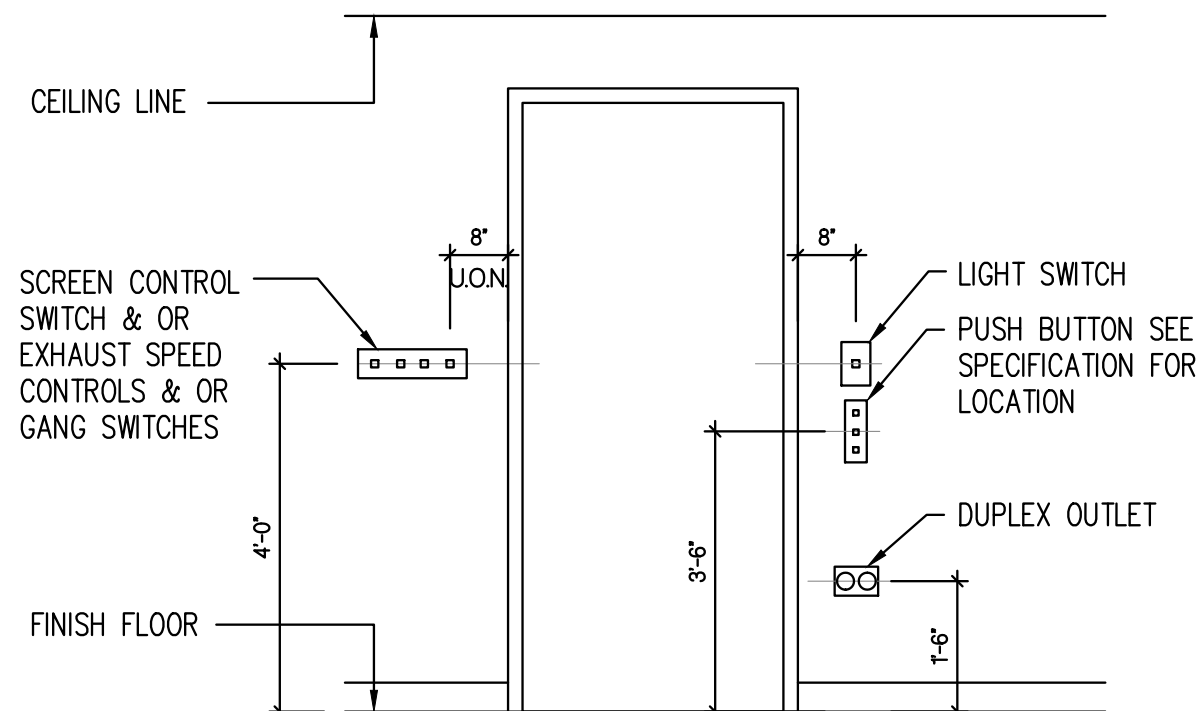 CEILING LINE
8"
U.O.N.
8"
SCREEN CONTROL
SWITCH & OR
EXHAUST SPEED
CONTROLS & OR
GANG SWITCHES
LIGHT SWITCH
PUSH BUTTON SEE
SPECIFICATION FOR
LOCATION
4'-0"
3'-6"
DUPLEX OUTLET
FINISH FLOOR
1'-6"